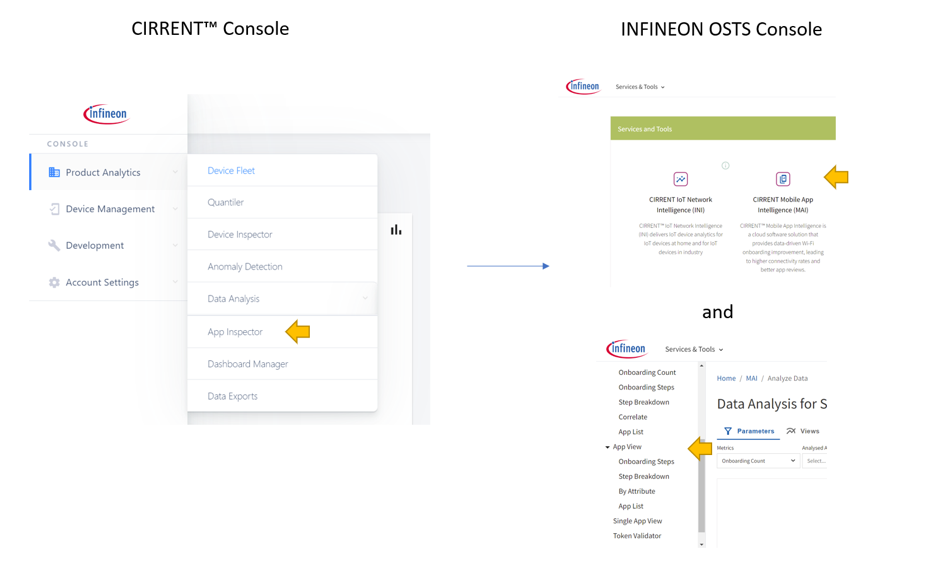 CIRRENT™ Console
INFINEON OSTS Console
infineon
CONSOLE
Product Analytics
Device Management
Development
Account Settings
Device Fleet
Quantiler
Device Inspector
Anomaly Detection
Data Analysis
App Inspector
Dashboard Manager
Data Exports
infineon
Services & Tools
Services and Tools
CIRRENT IoT Network
Intelligence (INI)
CIRRENT™ IoT Network Intelligence
(INI) delivers IoT device analytics for
IoT devices at home and for IoT
devices in industry
CIRRENT Mobile App
Intelligence (MAI)
CIRRENT™ Mobile App Intelligence is
a cloud software solution that
provides data-driven Wi-Fi
onboarding improvement, leading
to higher connectivity rates and
better app reviews.
and
infineon
Services & Tools
Onboarding Count
Onboarding Steps
Step Breakdown
Correlate
App List
App View
Onboarding Steps
Step Breakdown
By Attribute
App List
Single App View
Token Validator
Home / MAI / Analyze Data
Data Analysis for S
Parameters
Views
Metrics
Analysed A
Onboarding Count
Select...